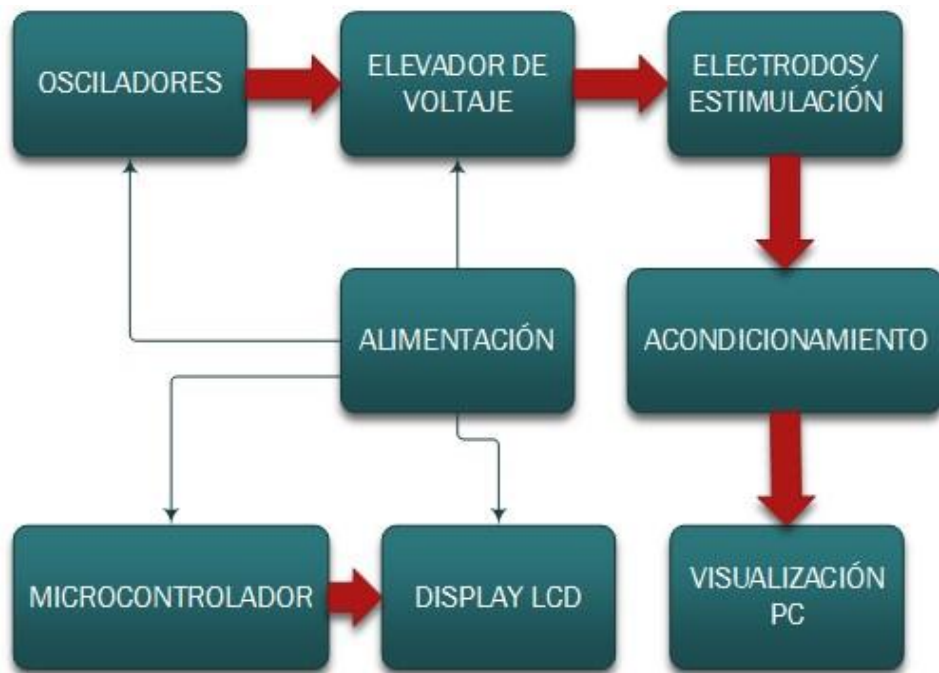 OSCILADORES
ELEVADOR DE
VOLTAJE
ELECTRODOS/
ESTIMULACIÓN
ALIMENTACIÓN
ACONDICIONAMIENTO
MICROCONTROLADOR
DISPLAY LCD
VISUALIZACIÓN
PC